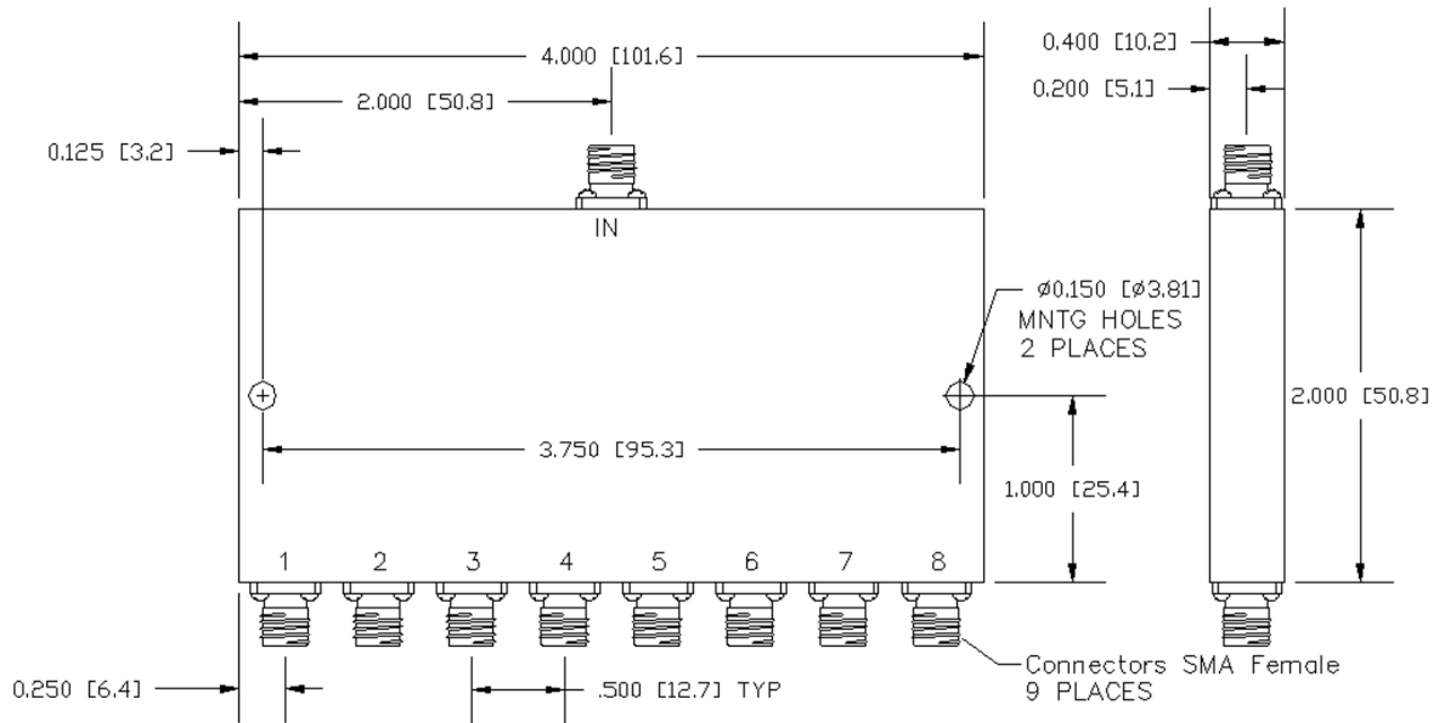 4.000 [101.6]
0.400 [10.2]
2.000 [50.8]
0.200 [5.1]
0.125 [3.2]
IN
ø0.150 [ø3.81]
MNTG HOLES
2 PLACES
2.000 [50.8]
3.750 [95.3]
1.000 [25.4]
1 2 3 4 5 6 7 8
Connectors SMA Female
9 PLACES
0.250 [6.4]
.500 [12.7] TYP